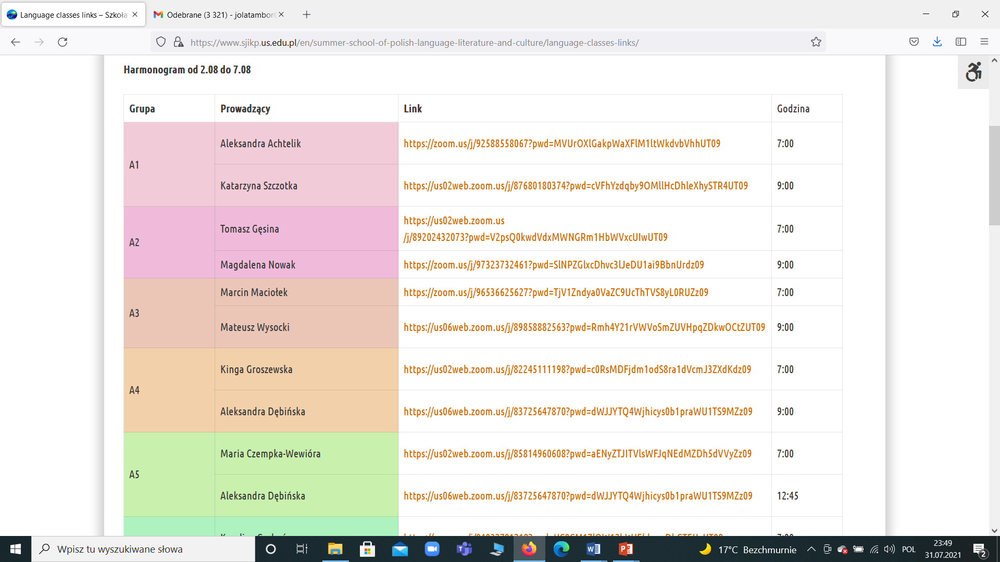 Language classes links – Szkoła
Odebrane (3 321) - jolatambor@
https://www.sjikp.us.edu.pl/en/summer-school-of-polish-language-literature-and-culture/language-classes-links/
Harmonogram od 2.08 do 7.08
Grupa Prowadzący Link Godzina
A1
Aleksandra Achtelik https://zoom.us/j/92588558067?pwd=MVUrOXlGakpWaXFlM1ltWkdvbVhhUT09 7:00
Katarzyna Szczotka https://us02web.zoom.us/j/87680180374?pwd=cVFhYzdqby9OMllHcDhleXhySTR4UT09 9:00
A2
Tomasz Gęsina https://us02web.zoom.us
/j/89202432073?pwd=V2psQ0kwdVdxMWNGRm1HbWVxcUIwUT09 7:00
Magdalena Nowak https://zoom.us/j/97323732461?pwd=SlNPZGlxcDhvc3lJeDU1ai9BbnUrdz09 9:00
A3
Marcin Maciołek https://zoom.us/j/96536625627?pwd=TjV1Zndya0VaZC9UcThTVS8yL0RUZz09 7:00
Mateusz Wysocki https://us06web.zoom.us/j/89858882563?pwd=Rmh4Y21rVWVoSmZUVHpqZDkwOCtZUT09 9:00
A4
Kinga Groszewska https://us02web.zoom.us/j/82245111198?pwd=c0RsMDFjdm1odS8ra1dVcmJ3ZXdKdz09 7:00
Aleksandra Dębińska https://us06web.zoom.us/j/83725647870?pwd=dWJJYTQ4Wjhicys0b1praWU1TS9MZz09 9:00
A5
Maria Czempka-Wewióra https://us02web.zoom.us/j/85814960608?pwd=aENyZTJITVlsWFJqNEdMZDh5dVVyZz09 7:00
Aleksandra Dębińska https://us06web.zoom.us/j/83725647870?pwd=dWJJYTQ4Wjhicys0b1praWU1TS9MZz09 12:45
Wpisz tu wyszukiwane słowa
17°C Bezchmurnie
POL
23:49
31.07.2021
2